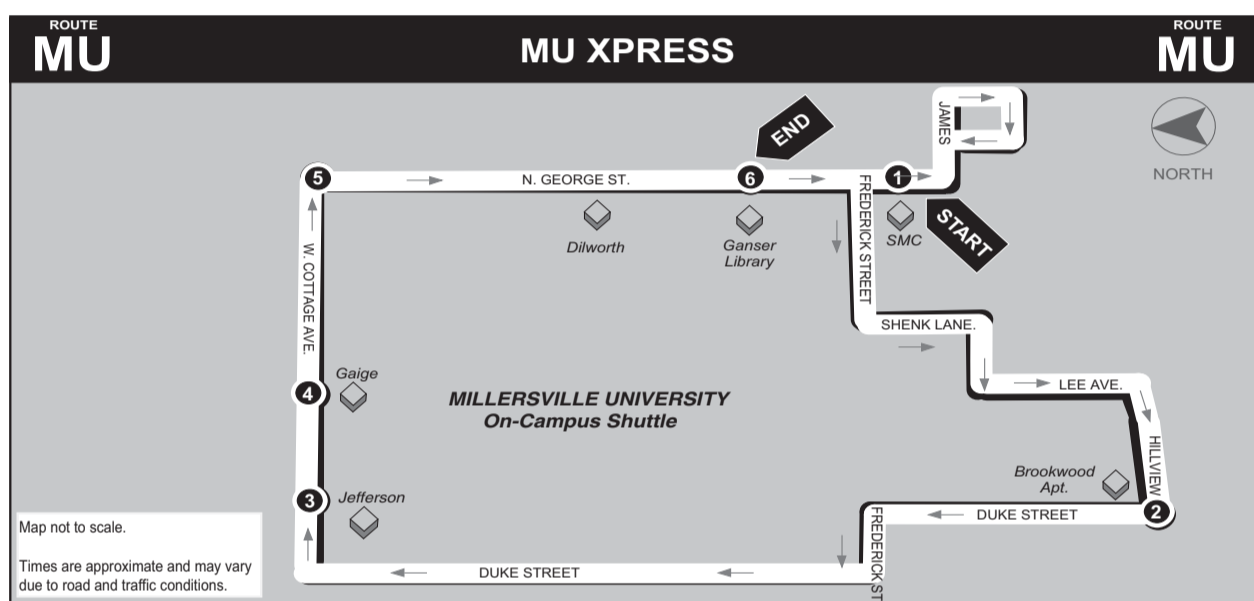 ROUTE
MU
MU XPRESS
ROUTE
MU
END
JAMES
NORTH
5
N. GEORGE ST.
6
1
START
Dilworth
Ganser
Library
FREDERICK STREET
SMC
W. COTTAGE AVE.
SHENK LANE.
Gaige
4
LEE AVE.
MILLERSVILLE UNIVERSITY
On-Campus Shuttle
HILLVIEW
Brookwood
Apt.
3
Jefferson
2
DUKE STREET
FREDERICK ST
DUKE STREET
Map not to scale.
Times are approximate and may vary
due to road and traffic conditions.